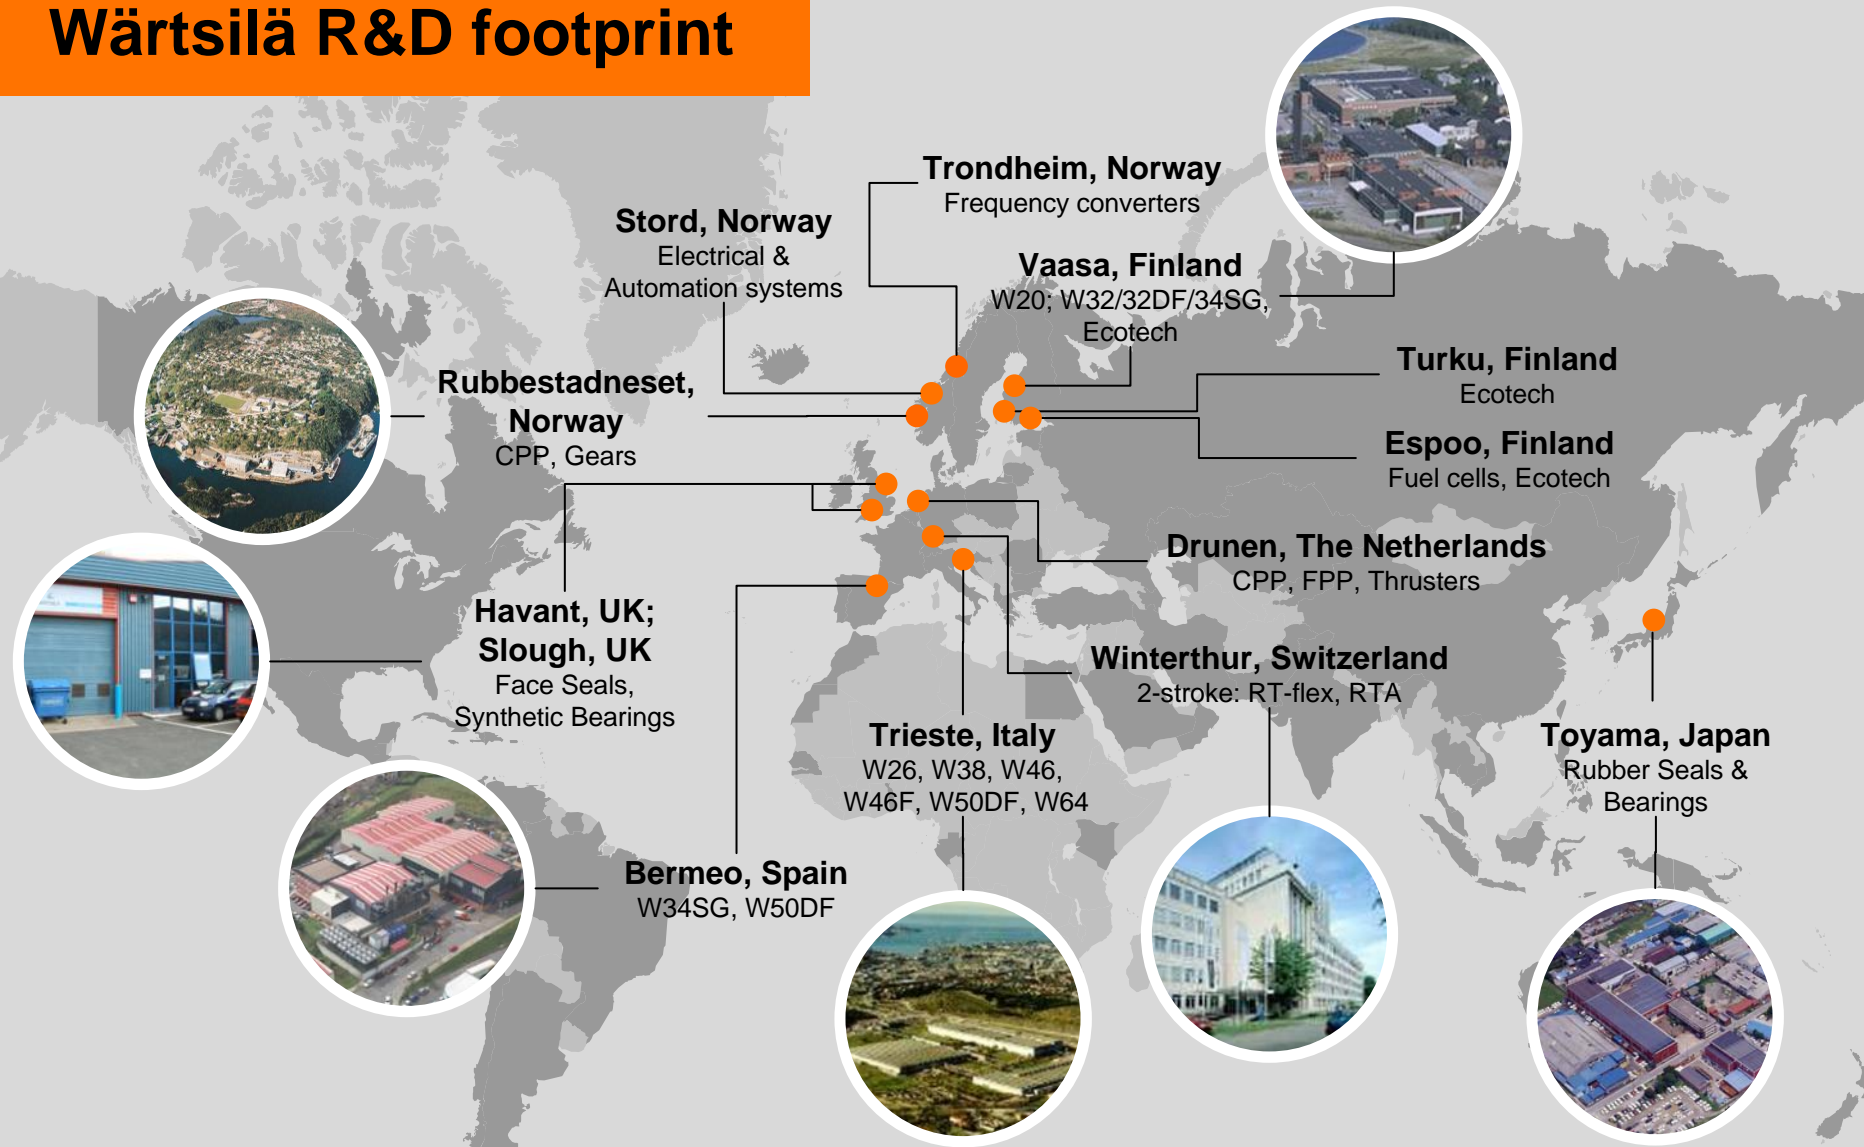 Wärtsilä R&D footprint
Trondheim, Norway
Frequency converters
Stord, Norway
Electrical &
Automation systems
Vaasa, Finland
W20; W32/32DF/34SG,
Ecotech
Rubbestadneset,
Norway
CPP, Gears
Turku, Finland
Ecotech
Espoo, Finland
Fuel cells, Ecotech
Drunen, The Netherlands
CPP, FPP, Thrusters
Havant, UK;
Slough, UK
Face Seals,
Synthetic Bearings
Winterthur, Switzerland
2-stroke: RT-flex, RTA
Trieste, Italy
W26, W38, W46,
W46F, W50DF, W64
Toyama, Japan
Rubber Seals &
Bearings
Bermeo, Spain
W34SG, W50DF